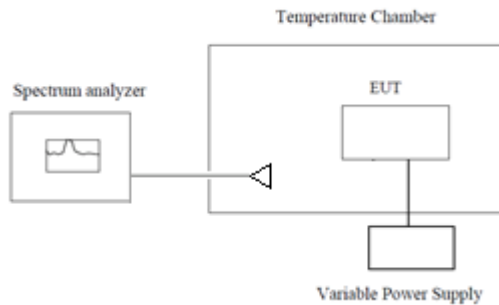 Temperature Chamber
Spectrum analyzer
EUT
Variable Power Supply